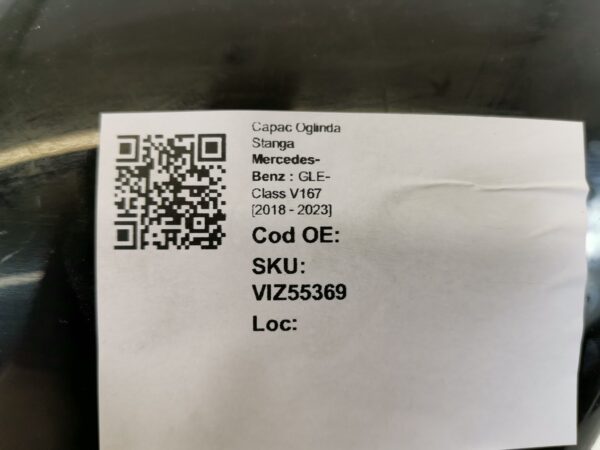 Capac Oglinda
Stanga
Mercedes-
Benz : GLE-
Class V167
[2018 - 2023]
Cod OE:
SKU:
VIZ55369
Loc: